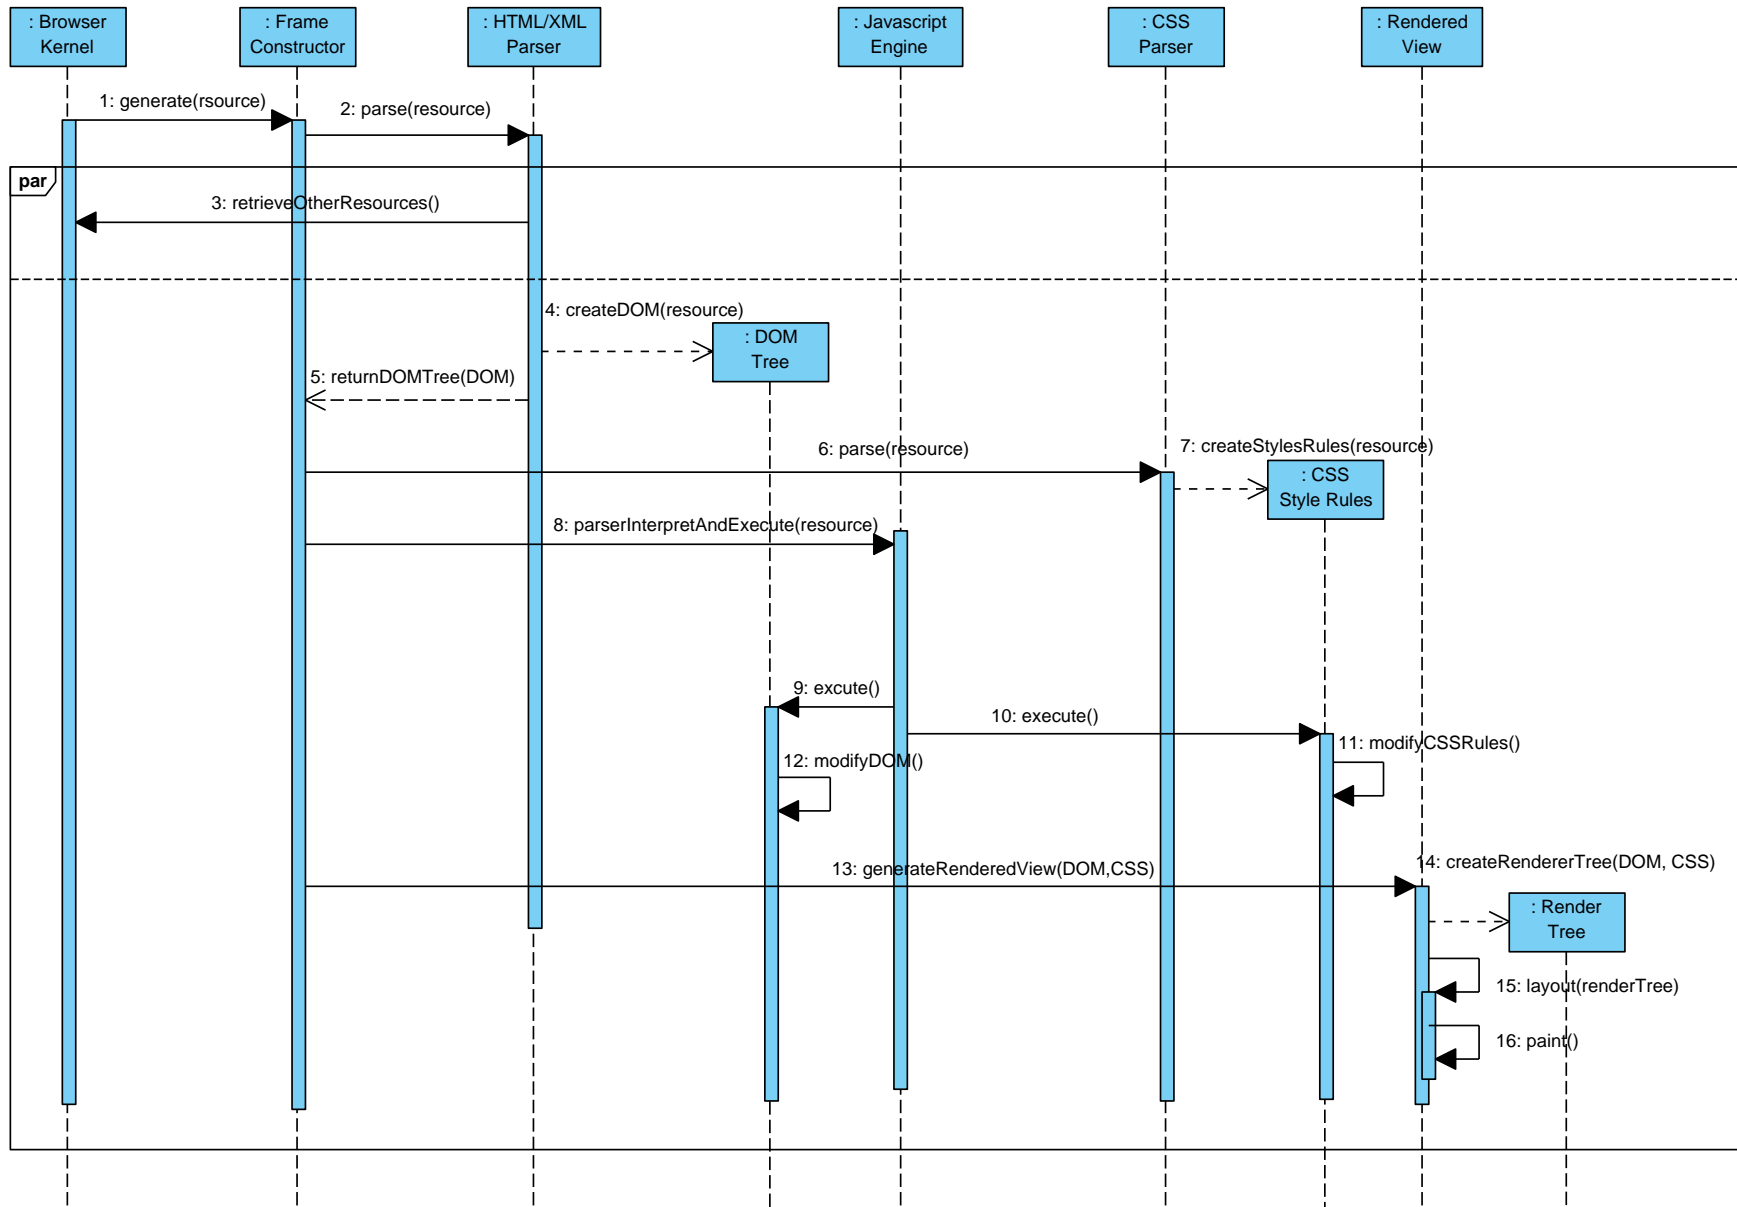 : Browser
Kernel
: Frame
Constructor
: HTML/XML
Parser
: Javascript
Engine
: CSS
Parser
: Rendered
View
1: generate(rsource)
2: parse(resource)
par
3: retrieveOtherResources()
4: createDOM(resource)
: DOM
Tree
5: returnDOMTree(DOM)
6: parse(resource)
7: createStylesRules(resource)
: CSS
Style Rules
8: parserInterpretAndExecute(resource)
9: excute()
10: execute()
11: modifyCSSRules()
12: modifyDOM()
13: generateRenderedView(DOM,CSS)
14: createRendererTree(DOM, CSS)
: Render
Tree
15: layout(renderTree)
16: paint()